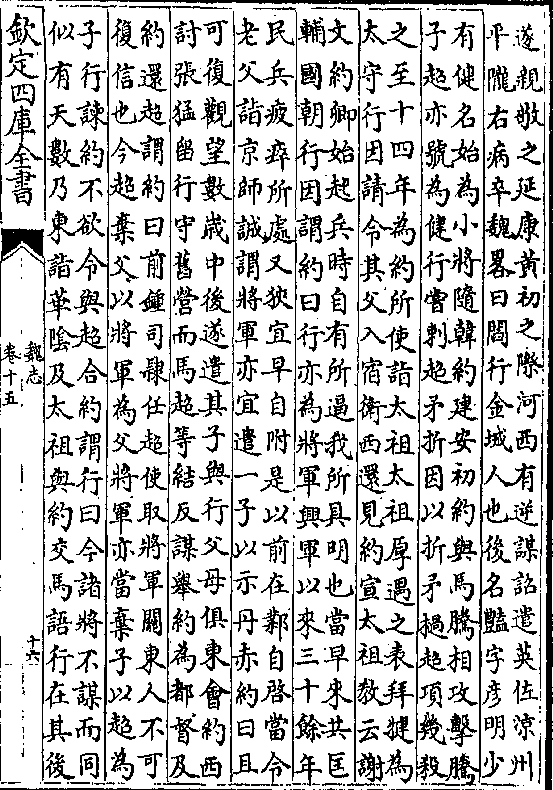 遂親敬之延康黃初之際河西有逆謀詔遣英佐涼州
平隴右病卒魏畧曰閻行金城人也後名豔字彥明少
有健名始為小將隨韓約建安初約與馬騰相攻擊騰
子超亦號為健行嘗刺超矛折因以折矛撾超項幾殺
之至十四年為約所使詣太祖太祖厚遇之表拜犍為
太守行因請令其父入宿衛西還見約宣太祖教云謝
文約卿始起兵時自有所逼我所具明也當早來共匡
輔國朝行因謂約曰行亦為將軍興軍以來三十餘年
民兵疲瘁所處又狹宜早自附是以前在鄴自啓當令
老父詣京師誠謂將軍亦宜遣一子以示丹赤約曰且
可復觀望數歲中後遂遣其子與行父母俱東會約西
討張猛留行守舊營而馬超等結反謀舉約為都督及
約還超謂約曰前鍾司隸任超使取將軍關東人不可
復信也今超棄父以將軍為父將軍亦當棄子以超為
子行諫約不欲令與超合約謂行曰今諸將不謀而同
似有天數乃東詣華陰及太祖與約交馬語行在其後
欽定四庫全書
魏志
卷十五
十六